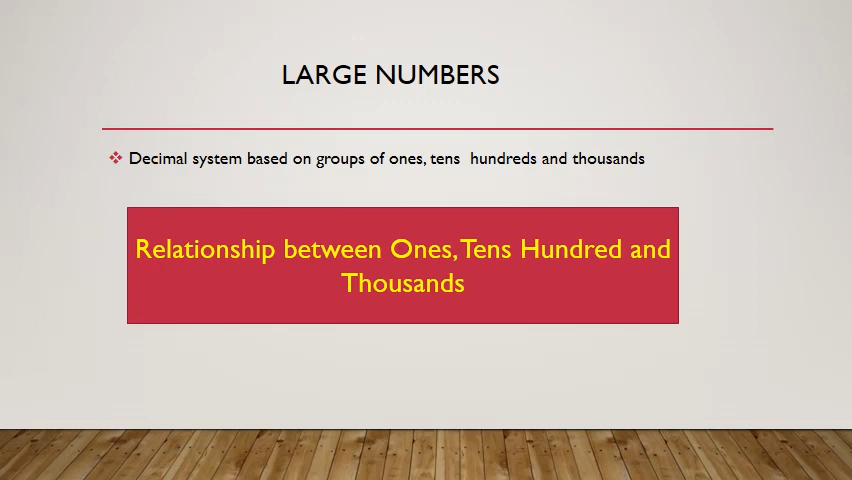 LARGE NUMBERS
Decimal system based on groups of ones, tens  hundreds and thousands
Relationship between Ones, Tens Hundred and
Thousands